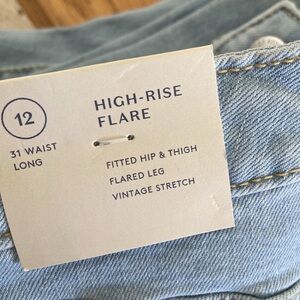 12
31 WAIST
LONG
HIGH-RISE
FLARE
FITTED HIP & THIGH
FLARED LEG
VINTAGE STRETCH